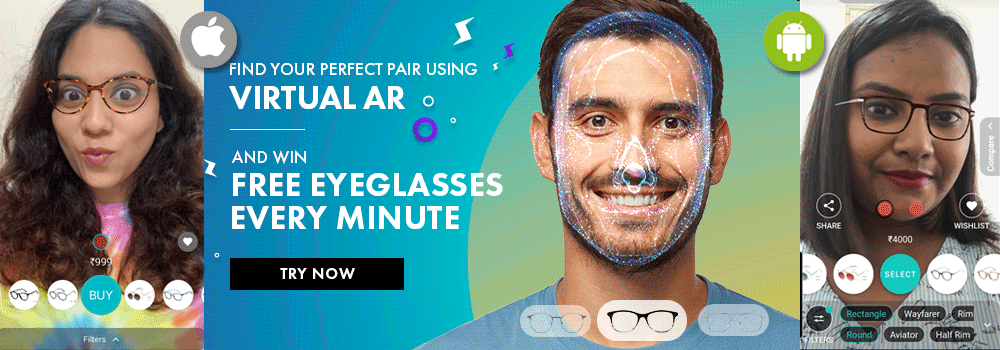 ₹999
BUY
Filters
FIND YOUR PERFECT PAIR USING
VIRTUAL AR
AND WIN
FREE EYEGLASSES
EVERY MINUTE
TRY NOW
Compare
SHARE
WISHLIST
₹4000
SELECT
FILTERS
Rectangle Wayfarer Rim
Round Aviator Half Rim